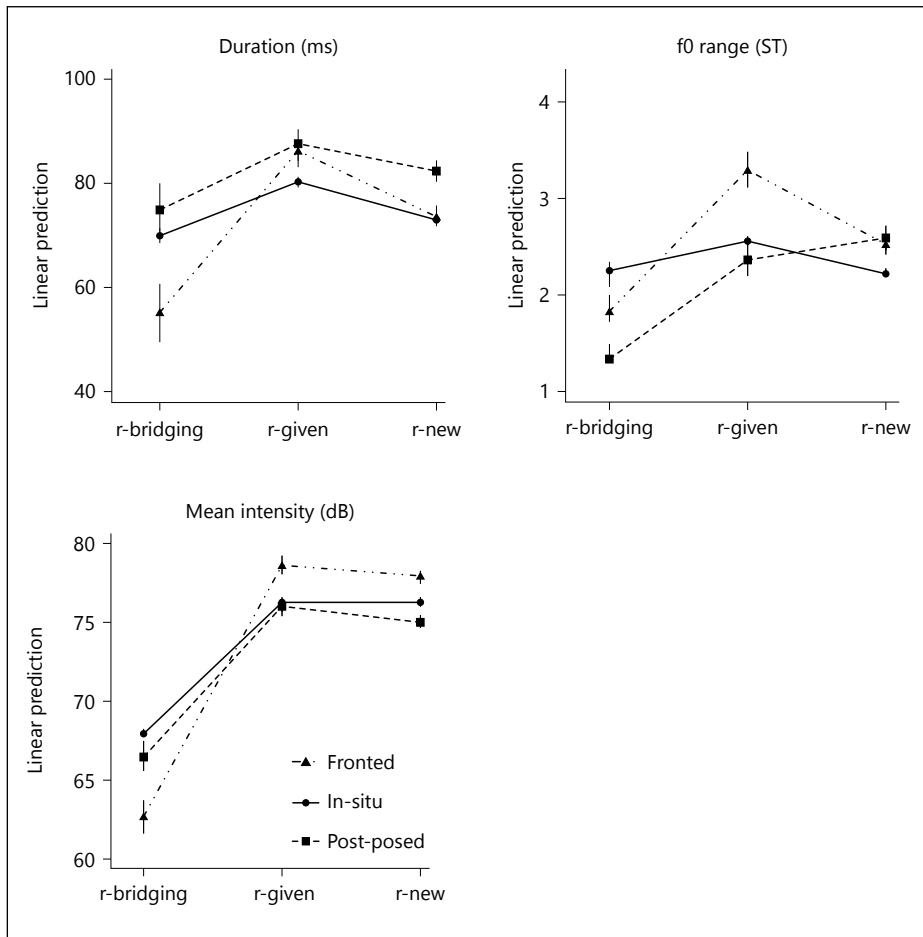 Duration (ms)
Linear prediction
100
80
60
40
r-bridging
r-given
r-new
f0 range (ST)
Linear prediction
4
3
2
1
r-bridging
r-given
r-new
Mean intensity (dB)
Linear prediction
80
75
70
65
60
Fronted
In-situ
Post-posed
r-bridging
r-given
r-new